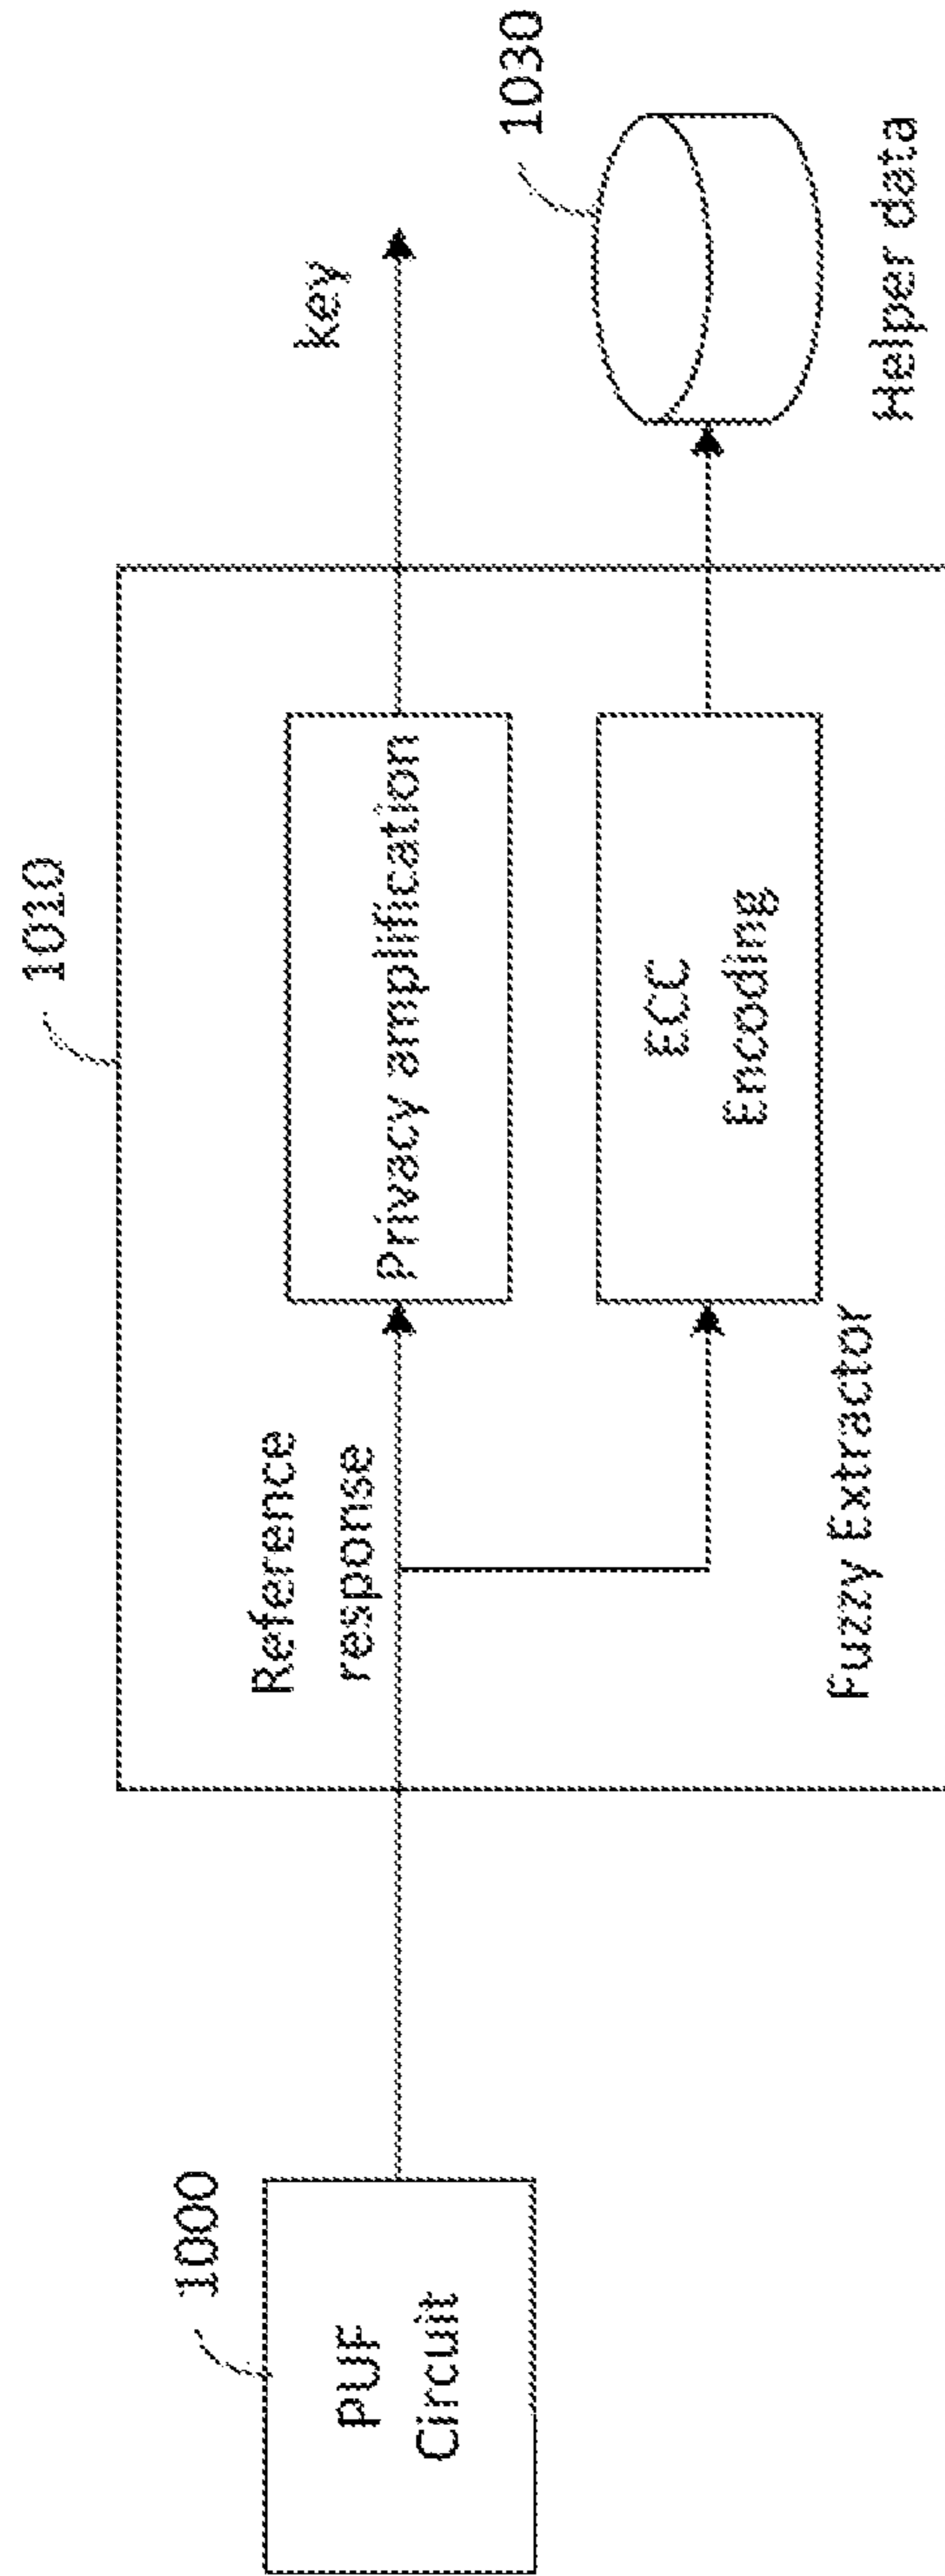 1000
PUF
Circuit
1010
Reference
response
Privacy amplification
ECC
Encoding
Fuzzy Extractor
key
1030
Helper data